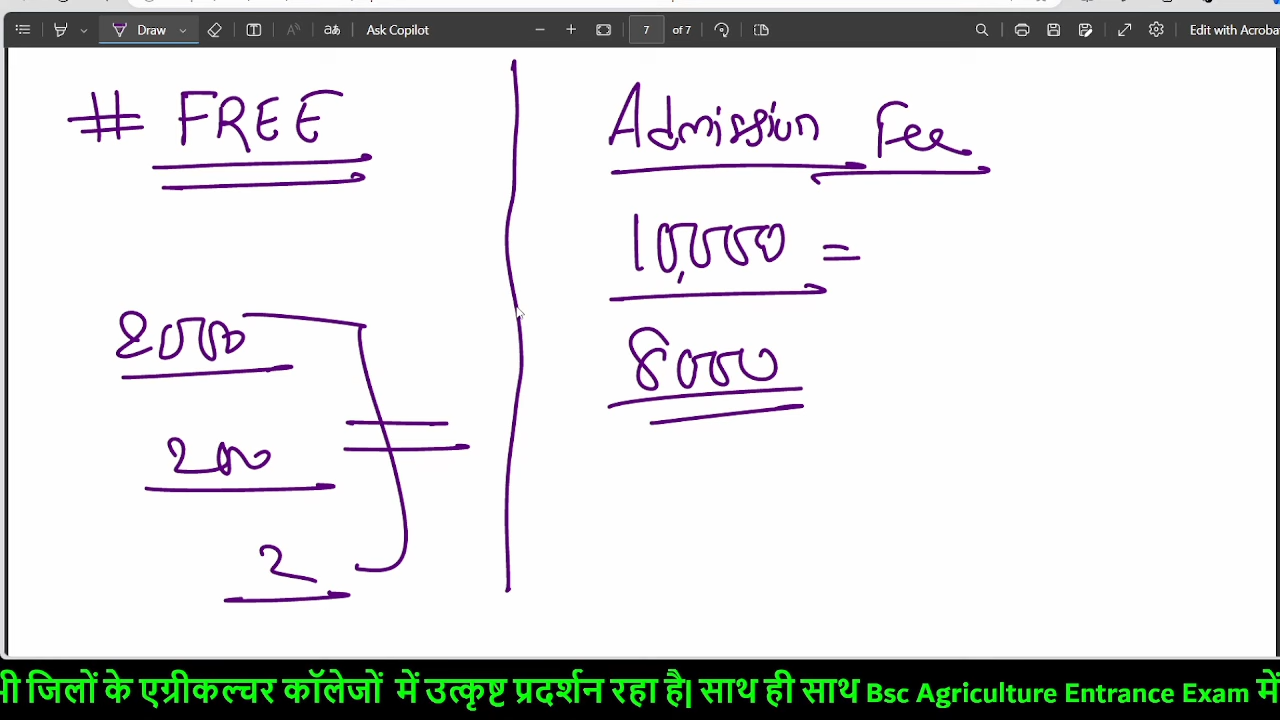 Draw
Ask Copilot
7 of 7
Edit with Acroba
# FREE
2000
200
2
Admission Fee
10,000 =
8000
भी जिलों के एग्रीकल्चर कॉलेजों में उत्कृष्ट प्रदर्शन रहा है| साथ ही साथ Bsc Agriculture Entrance Exam में